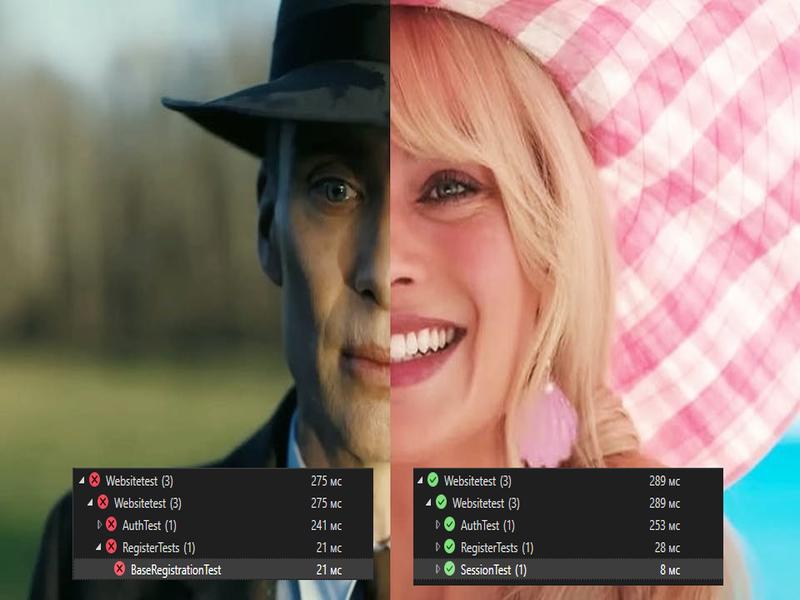 Websitetest (3) 275 мс
Websitetest (3) 275 мс
AuthTest (1) 241 мс
RegisterTests (1) 21 мс
BaseRegistrationTest 21 мс
Websitetest (3) 289 мс
Websitetest (3) 289 мс
AuthTest (1) 253 мс
RegisterTests (1) 28 мс
SessionTest (1) 8 мс